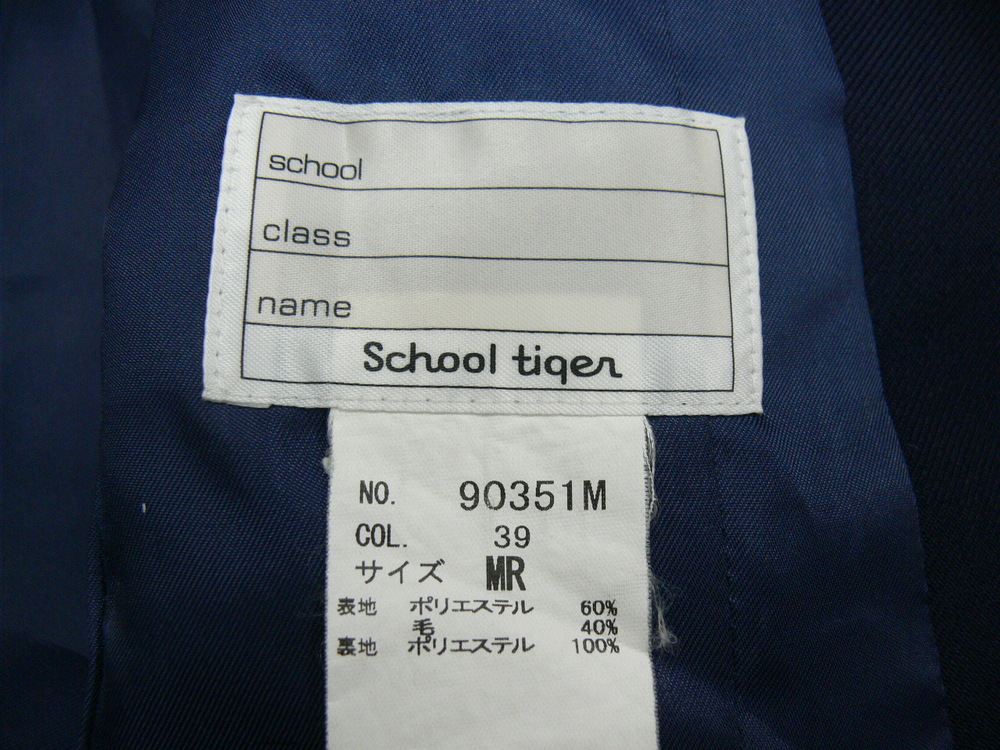 school
class
name
School tiger
NO. 90351M
COL. 39
サイズ MR
表地 ポリエステル 60%
毛 40%
裏地 ポリエステル 100%